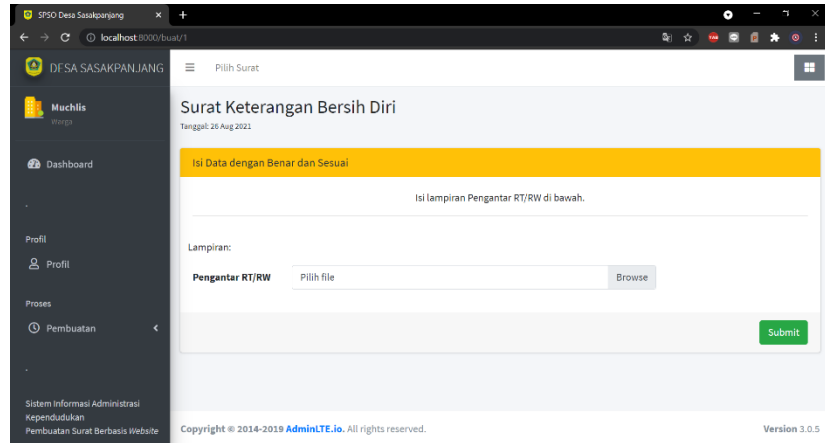 SPSO Desa Sasakpanjang
localhost:8000/buat/1
DESA SASAKPANJANG
Pilih Surat
Muchlis
Warga
Dashboard
.
Profil
Profil
Proses
Pembuatan
.
Sistem Informasi Administrasi
Kependudukan
Pembuatan Surat Berbasis Website
Surat Keterangan Bersih Diri
Tanggal: 26 Aug 2021
Isi Data dengan Benar dan Sesuai
Isi lampiran Pengantar RT/RW di bawah.
Lampiran:
Pengantar RT/RW Pilih file Browse
Submit
Copyright © 2014-2019 AdminLTE.io. All rights reserved. Version 3.0.5